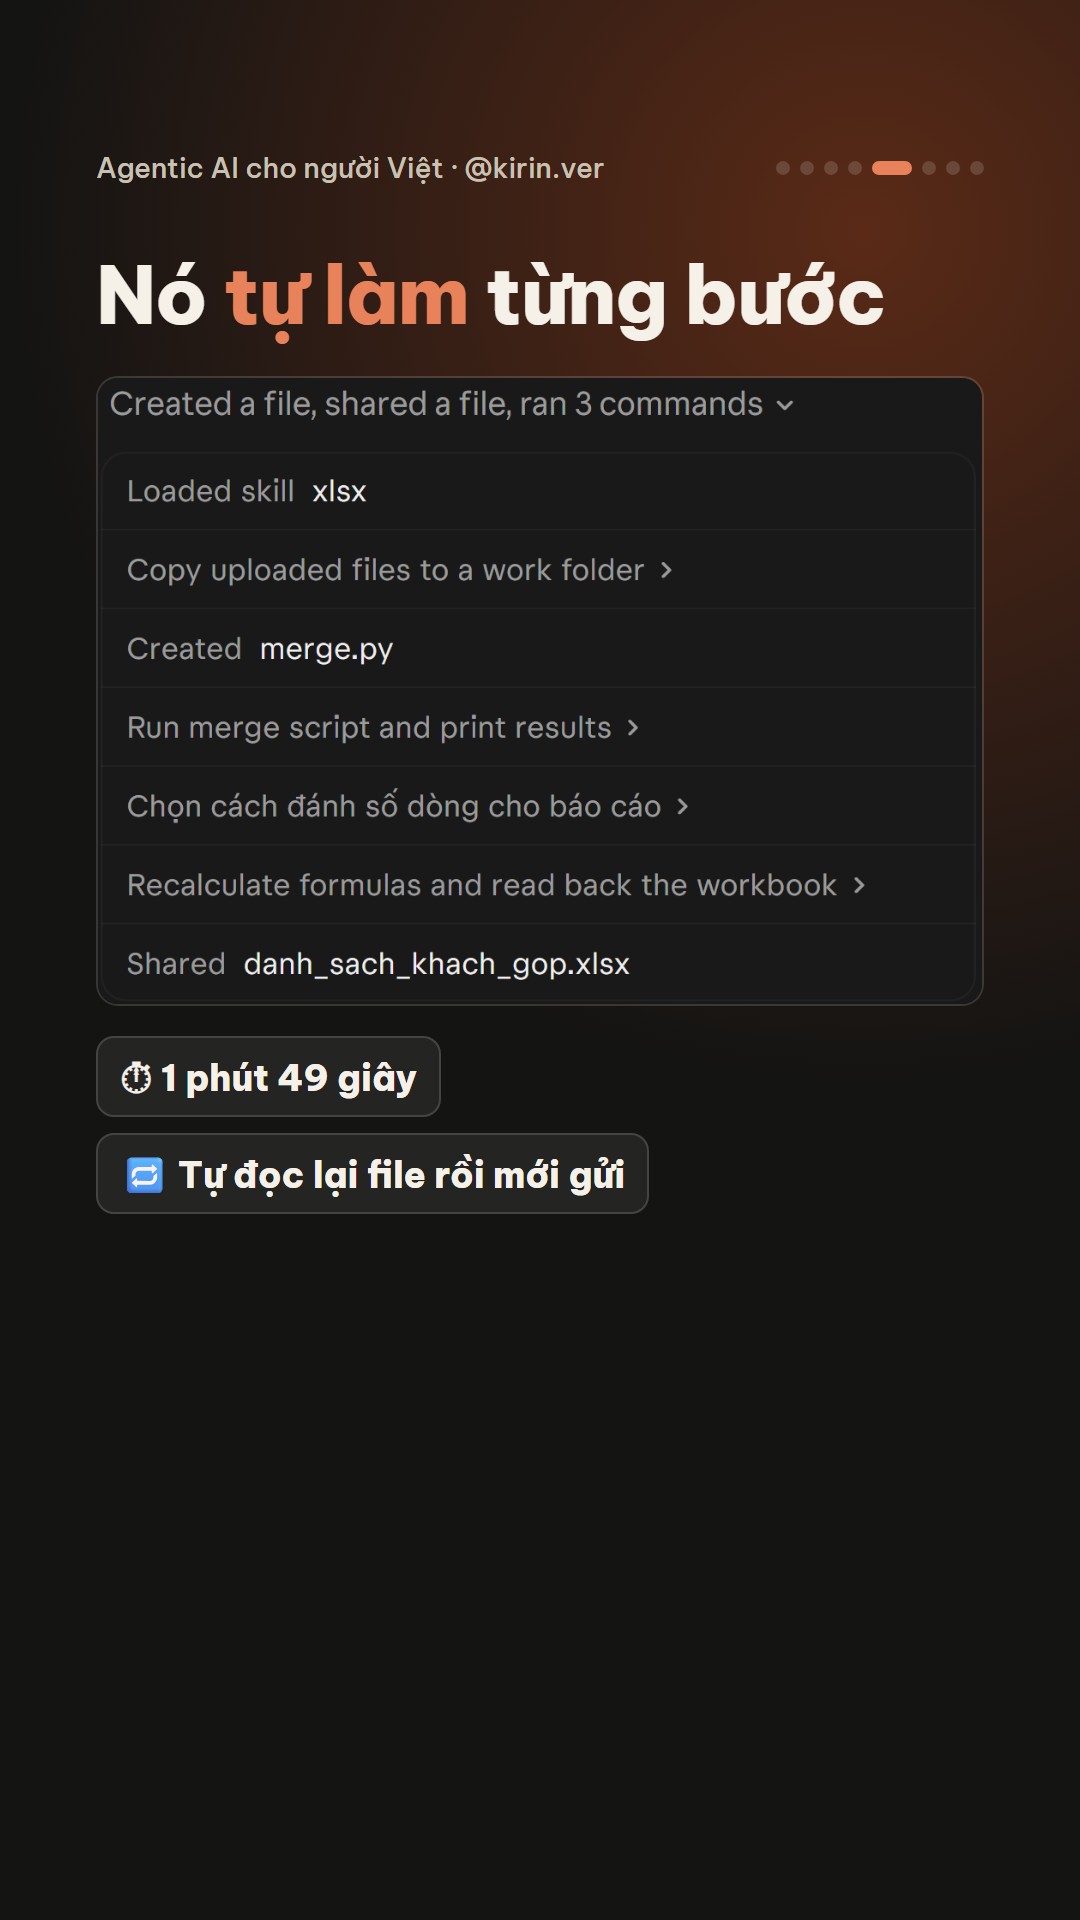 Agentic AI cho người Việt · @kirin.ver
Nó tự làm từng bước
Created a file, shared a file, ran 3 commands
Loaded skill xlsx
Copy uploaded files to a work folder
Created merge.py
Run merge script and print results
Chọn cách đánh số dòng cho báo cáo
Recalculate formulas and read back the workbook
Shared danh_sach_khach_gop.xlsx
⏱ 1 phút 49 giây
🔁 Tự đọc lại file rồi mới gửi